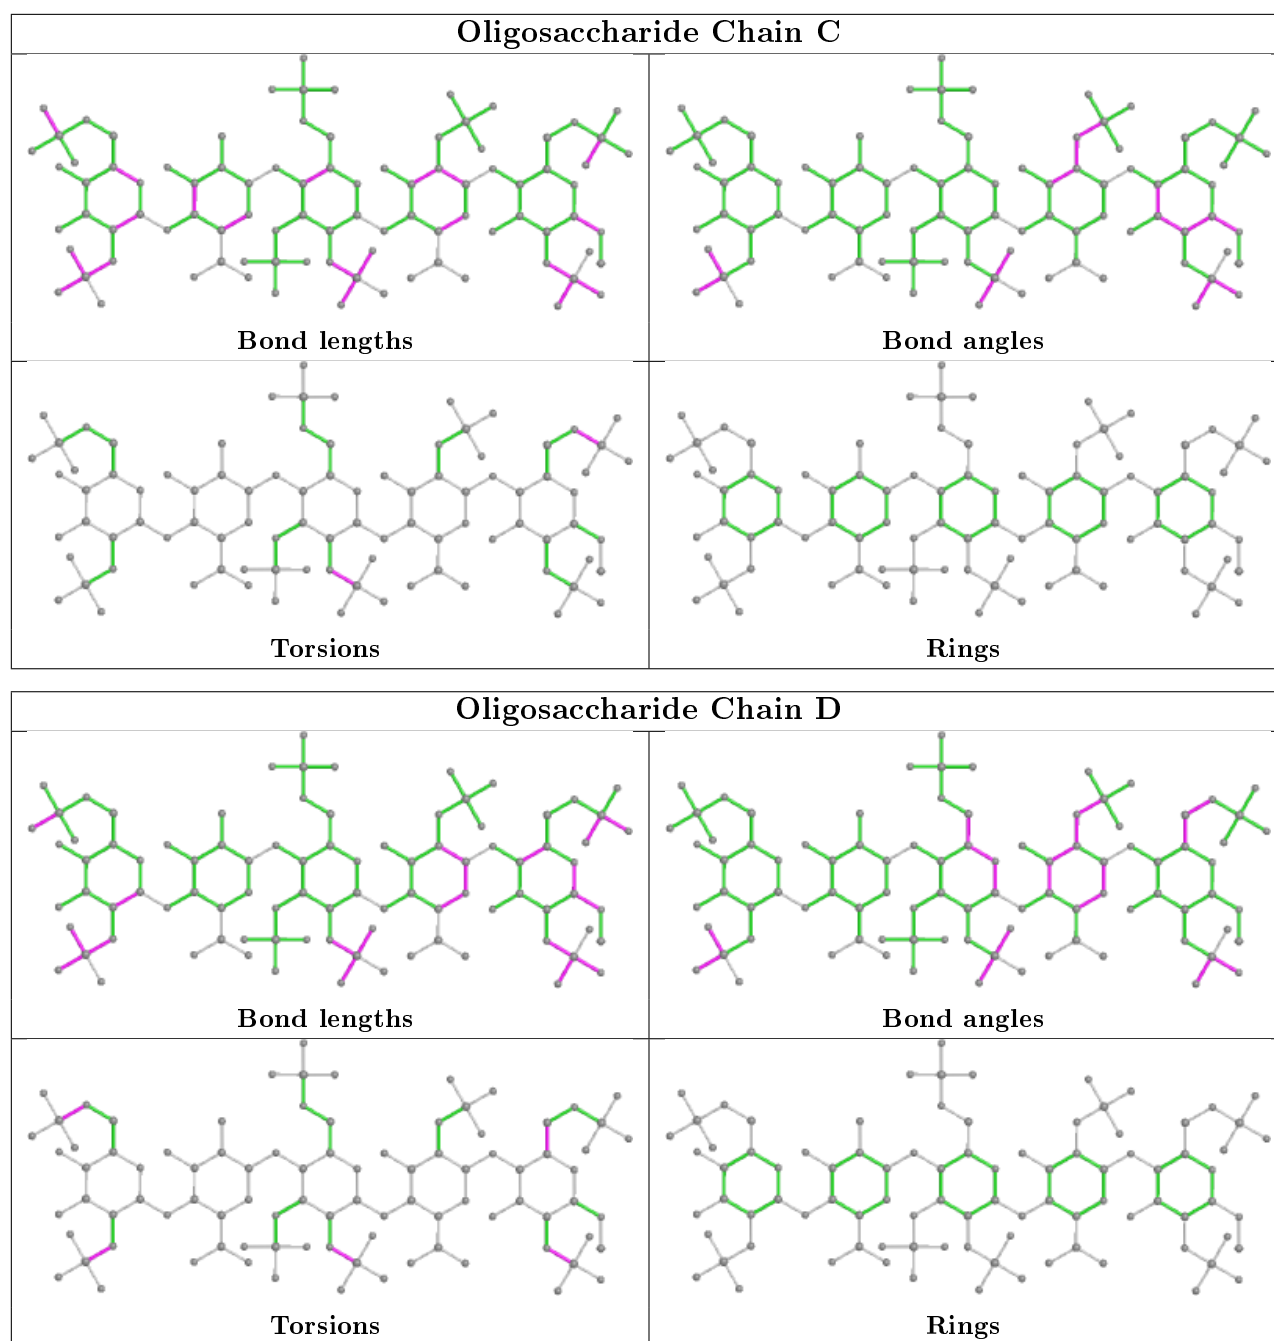 Oligosaccharide Chain C
Bond lengths
Bond angles
Torsions
Rings
Oligosaccharide Chain D
Bond lengths
Bond angles
Torsions
Rings